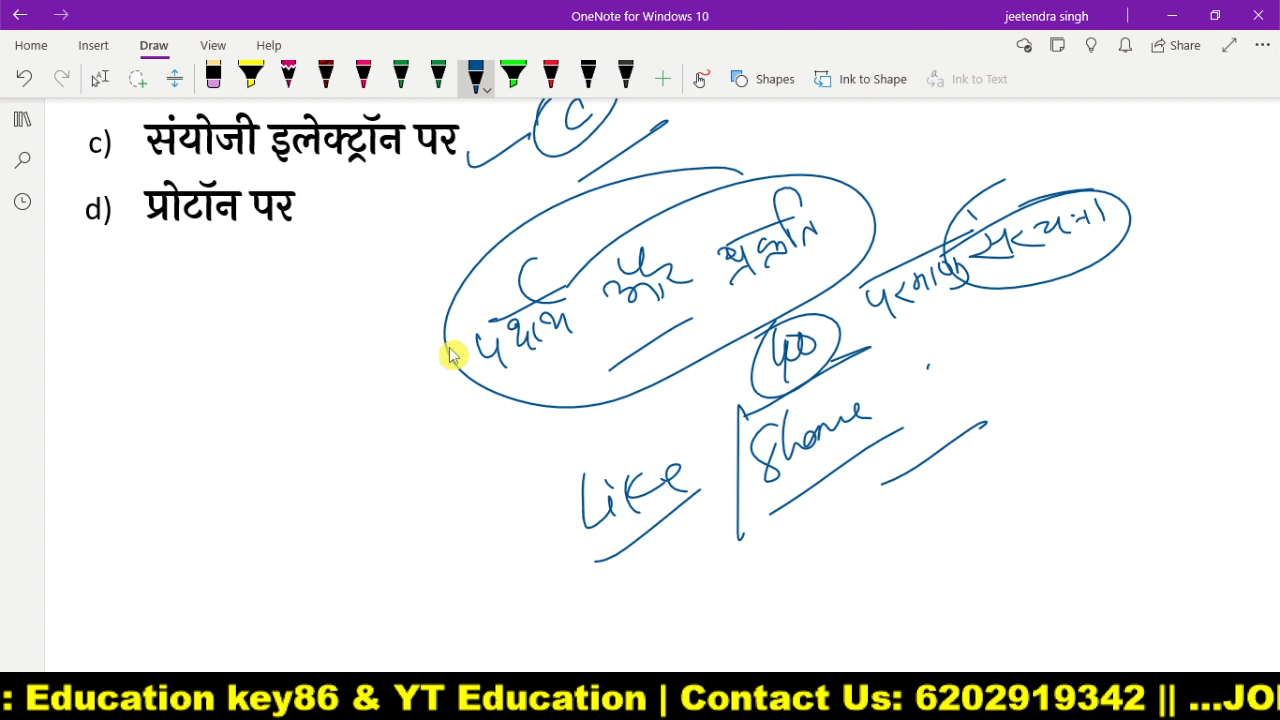 OneNote for Windows 10
jeetendra singh
Home Insert Draw View Help
Share
Shapes
Ink to Shape
Ink to Text
C
c) संयोजी इलेक्ट्रॉन पर
d) प्रोटॉन पर
और
संरचना
Like
Share
: Education key86 & YT Education | Contact Us: 6202919342 || ...JO